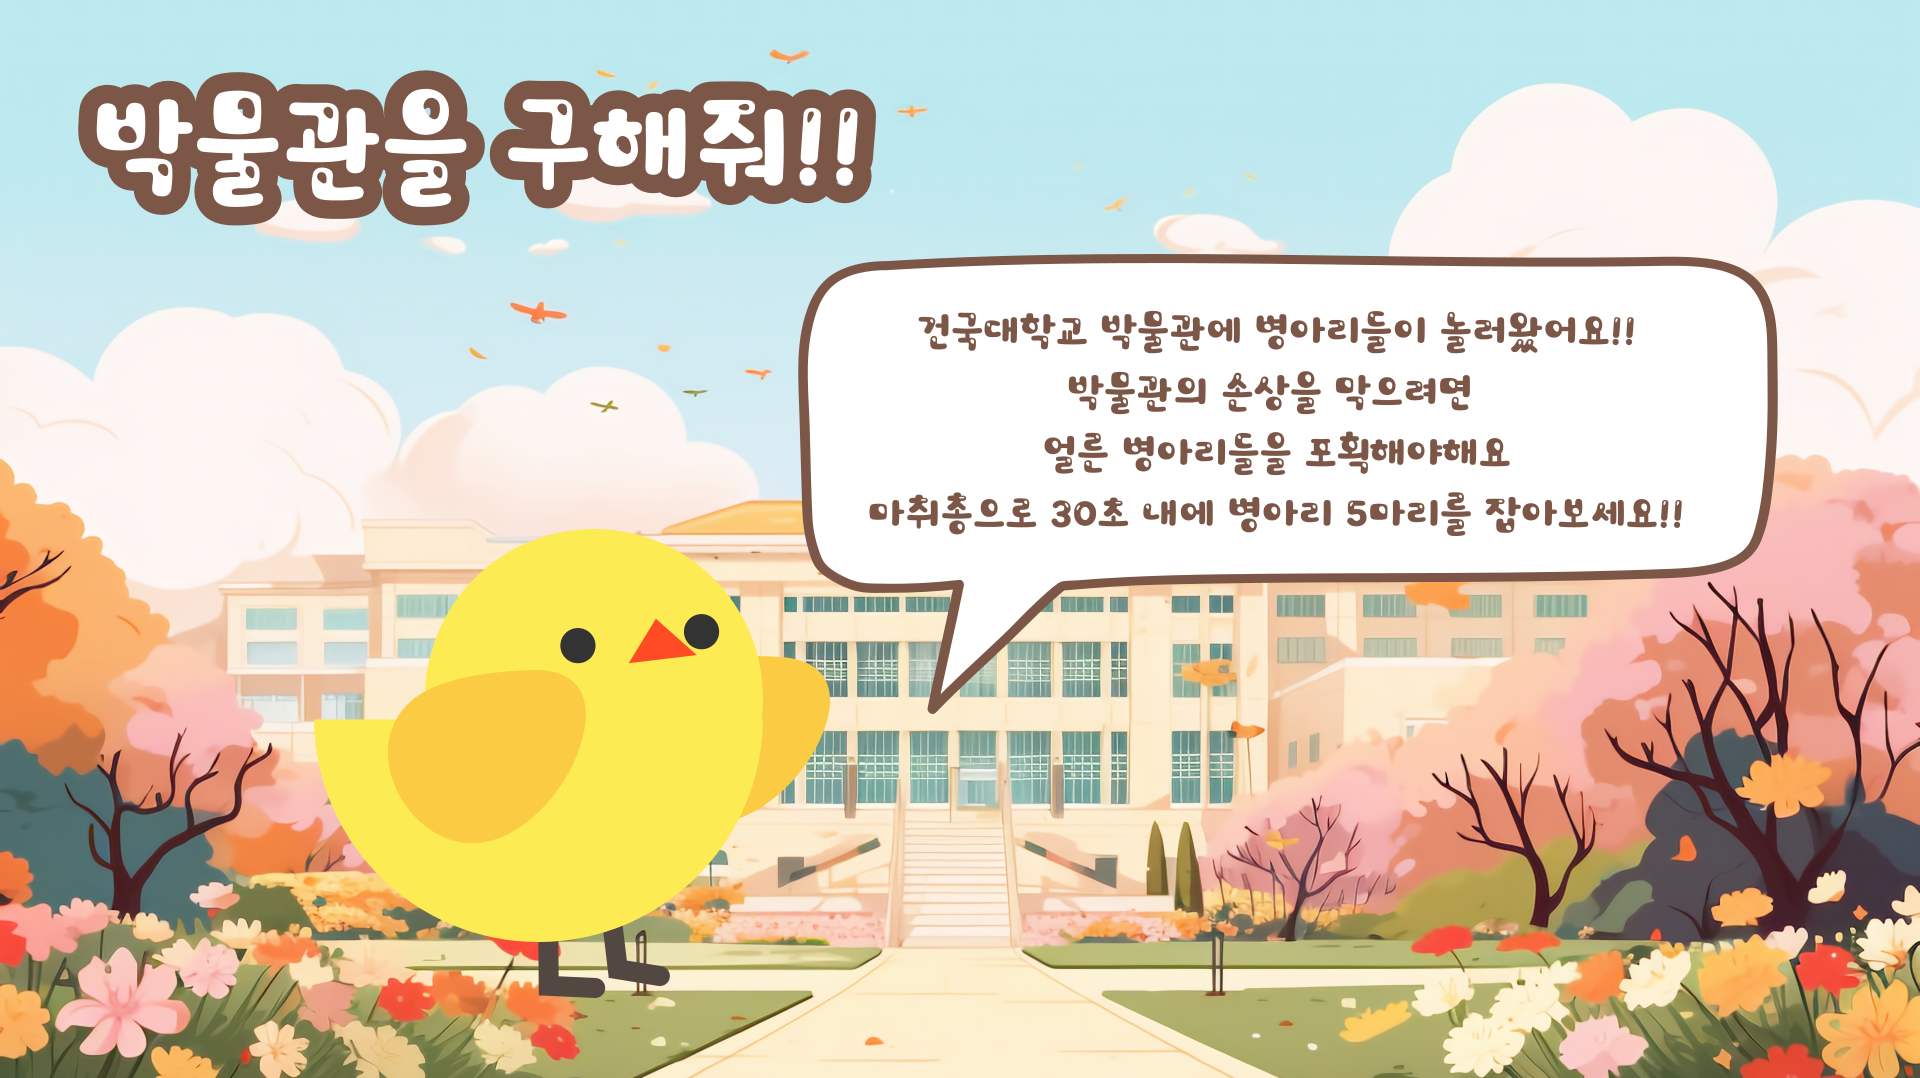 박물관을 구해줘!!
건국대학교 박물관에 병아리들이 놀러왔어요!!
박물관의 손상을 막으려면
얼른 병아리들을 포획해야해요
마취총으로 30초 내에 병아리 5마리를 잡아보세요!!